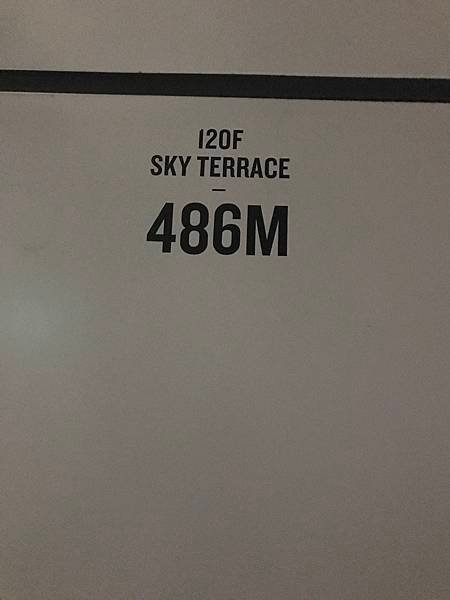 120F
SKY TERRACE
–
486M